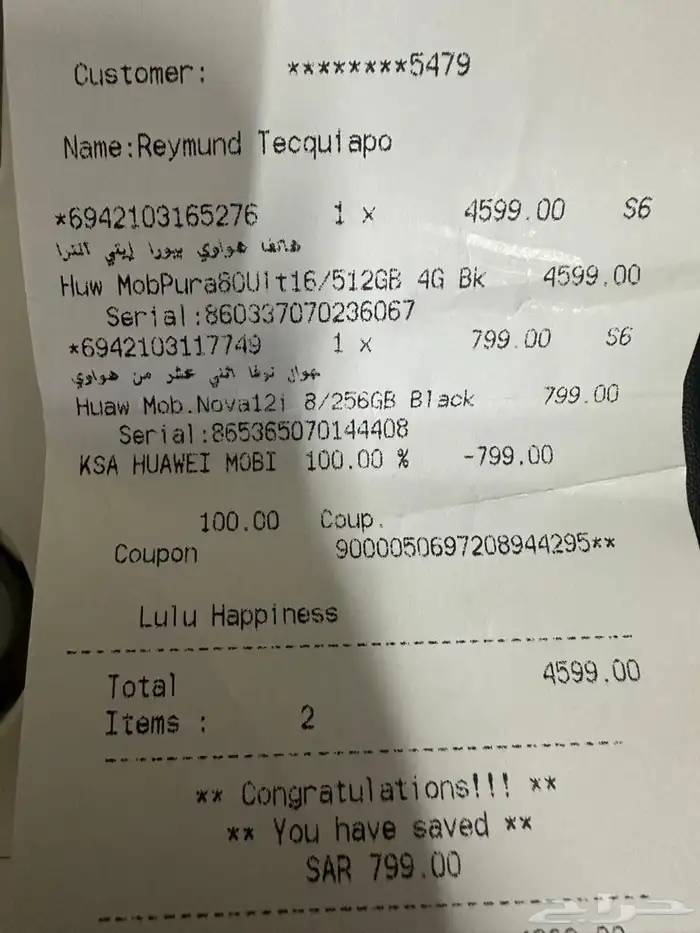 Customer: ********5479
Name:Reymund Tecquiapo
*6942103165276 1 x 4599.00 S6
هاتف هواوي بيورا إيتي الترا
Huw MobPura80Ult16/512GB 4G Bk 4599.00
Serial:860337070236067
*6942103117749 1 x 799.00 S6
جوال نوفا اثني عشر من هواوي
Huaw Mob.Nova12i 8/256GB Black 799.00
Serial:865365070144408
KSA HUAWEI MOBI 100.00 % -799.00
100.00 Coup.
Coupon 9000050697208944295**
Lulu Happiness
Total 4599.00
Items : 2
** Congratulations!!! **
** You have saved **
SAR 799.00
حراج